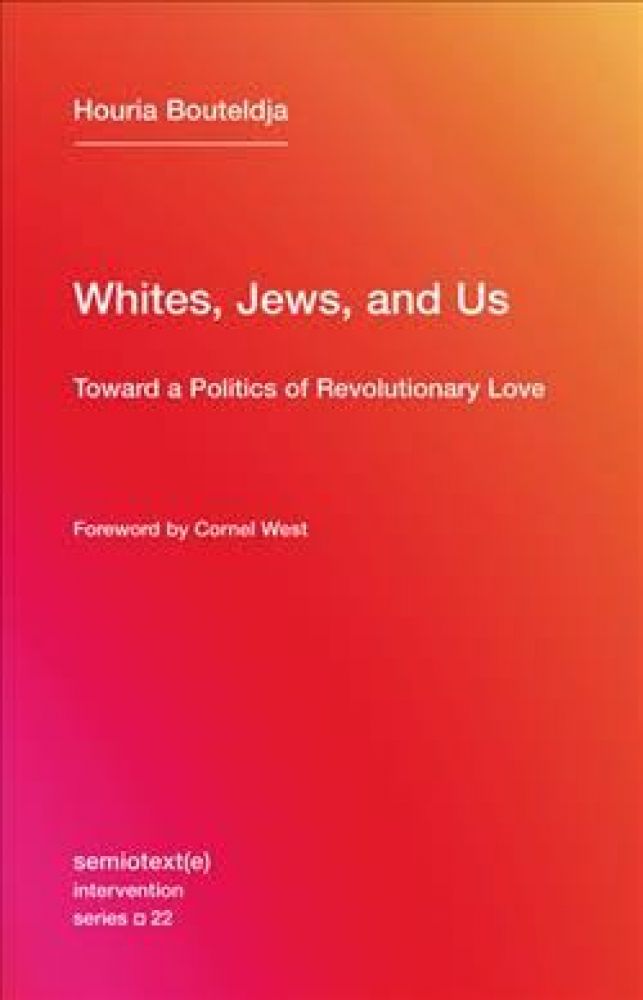 Houria Bouteldja
Whites, Jews, and Us
Toward a Politics of Revolutionary Love
Foreword by Cornel West
semiotext(e)
intervention
series □ 22